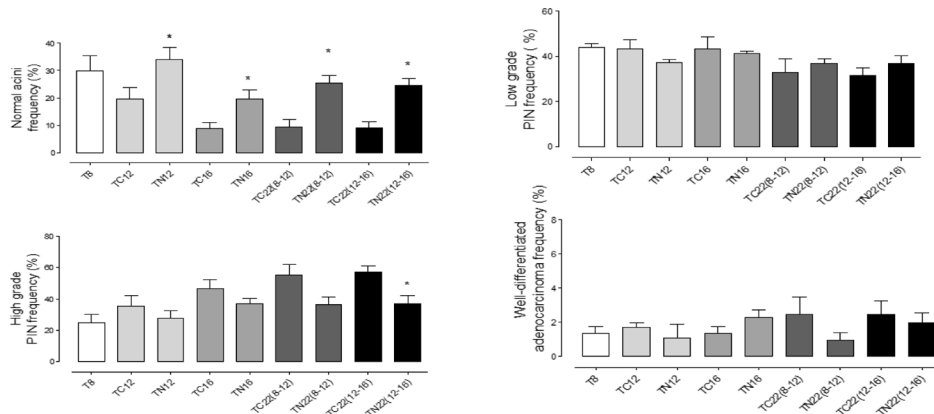 Normal acini
frequency (%)
40
30
20
10
0
*
*
*
*
T8
TC12
TN12
TC16
TN16
TC22(8-12)
TN22(8-12)
TC22(12-16)
TN22(12-16)
Low grade
PIN frequency ( %)
60
40
20
0
T8
TC12
TN12
TC16
TN16
TC22(8-12)
TN22(8-12)
TC22(12-16)
TN22(12-16)
High grade
PIN frequency (%)
80
60
40
20
0
*
T8
TC12
TN12
TC16
TN16
TC22(8-12)
TN22(8-12)
TC22(12-16)
TN22(12-16)
Well-differentiated
adenocarcinoma frequency (%)
8
6
4
2
0
T8
TC12
TN12
TC16
TN16
TC22(8-12)
TN22(8-12)
TC22(12-16)
TN22(12-16)